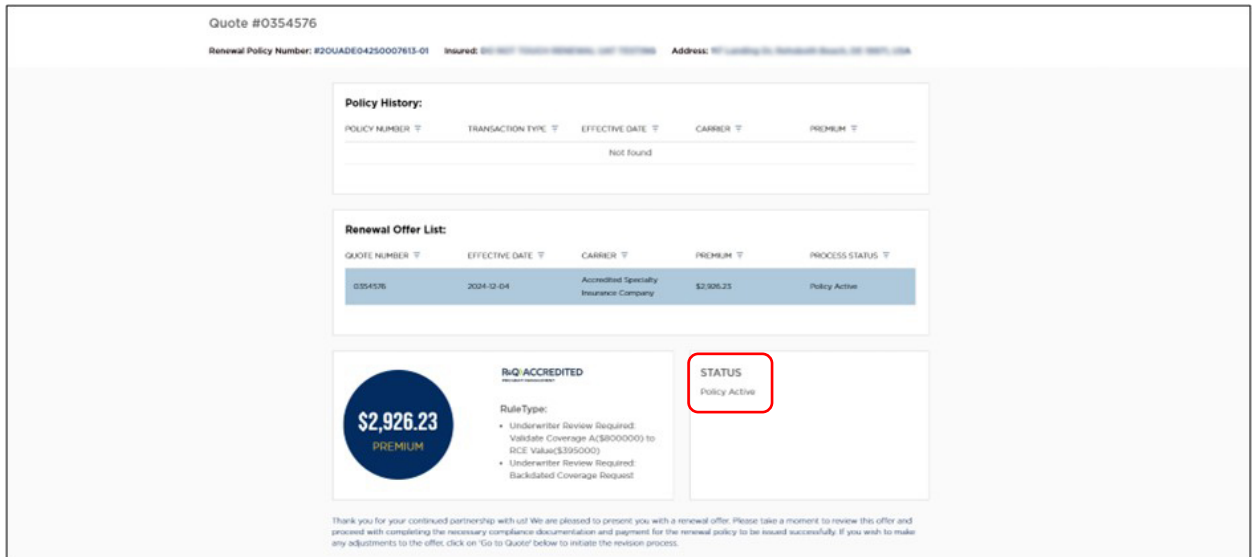 Quote #0354576
Renewal Policy Number: #20UADE04250007613-01 Insured: Address:
Policy History:
POLICY NUMBER TRANSACTION TYPE EFFECTIVE DATE CARRIER PREMIUM
Not found
Renewal Offer List:
QUOTE NUMBER EFFECTIVE DATE CARRIER PREMIUM PROCESS STATUS
0354576 2024-12-04 Accredited Specialty Insurance Company $2,926.23 Policy Active
$2,926.23
PREMIUM
R&Q ACCREDITED
RuleType:
• Underwriter Review Required:
Validate Coverage A($800000) to
RCE Value($395000)
• Underwriter Review Required:
Backdated Coverage Request
STATUS
Policy Active
Thank you for your continued partnership with us! We are pleased to present you with a renewal offer. Please take a moment to review this offer and
proceed with completing the necessary compliance documentation and payment for the renewal policy to be issued successfully. If you wish to make
any adjustments to the offer, click on 'Go to Quote' below to initiate the revision process.